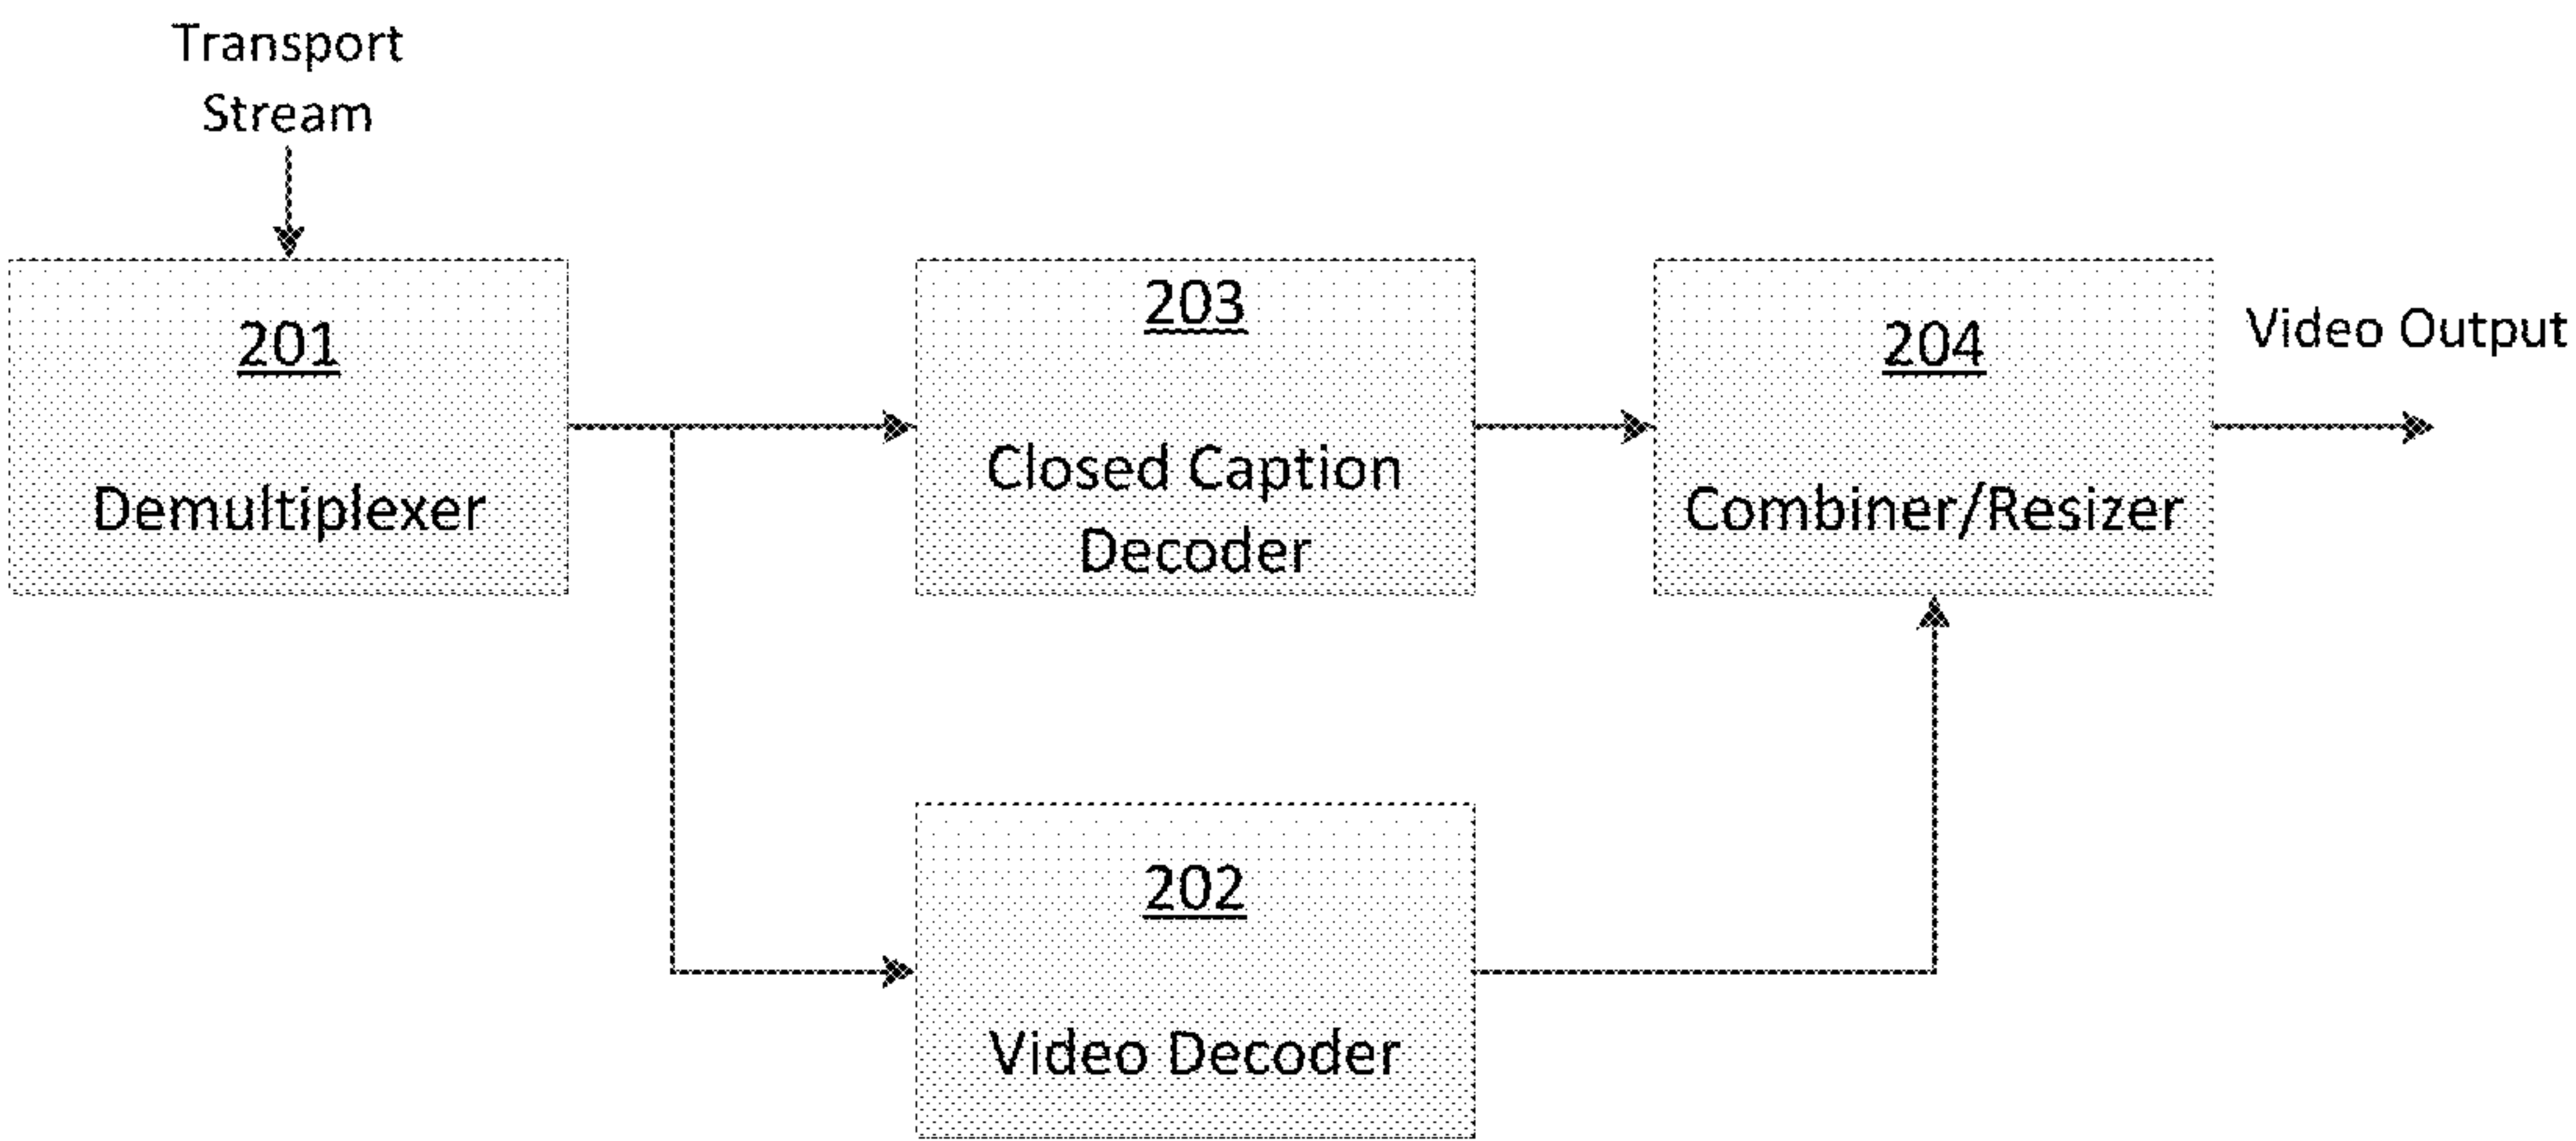 Transport
Stream
201
Demultiplexer
203
Closed Caption
Decoder
204
Combiner/Resizer
Video Output
202
Video Decoder